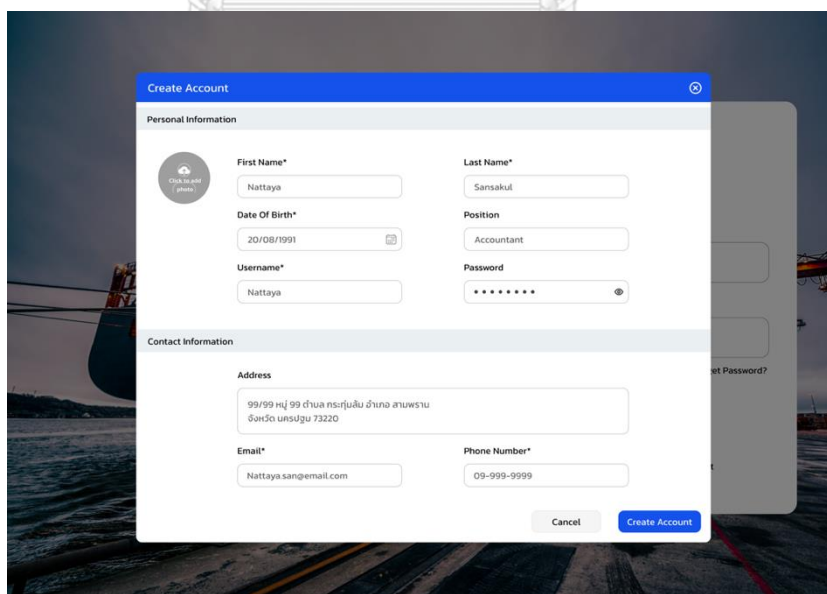 Create Account
Personal Information
Click to add
photo
First Name*
Last Name*
Nattaya
Sansakul
Date Of Birth*
Position
20/08/1991
Accountant
Username*
Password
Nattaya
••••••••
Contact Information
Address
99/99 หมู่ 99 ตำบล กระทุ่มล้ม อำเภอ สามพราน
จังหวัด นครปฐม 73220
et Password?
Email*
Phone Number*
Nattaya.san@email.com
09-999-9999
Cancel
Create Account